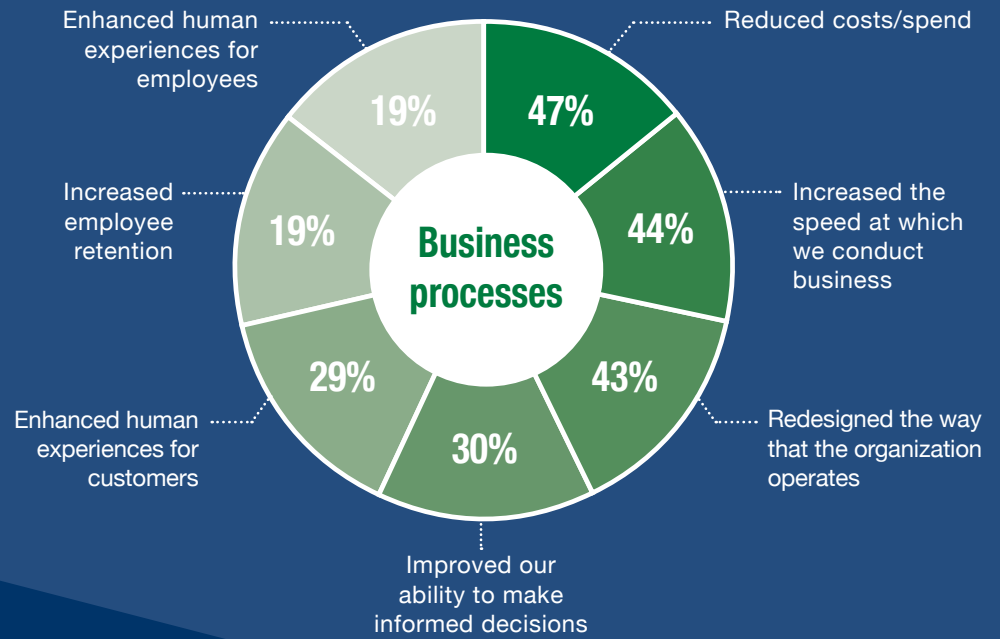 Enhanced human
experiences for
employees
19%
Reduced costs/spend
47%
Increased the
speed at which
we conduct
business
44%
Redesigned the way
that the organization
operates
43%
Improved our
ability to make
informed decisions
30%
Enhanced human
experiences for
customers
29%
Increased
employee
retention
19%
Business
processes